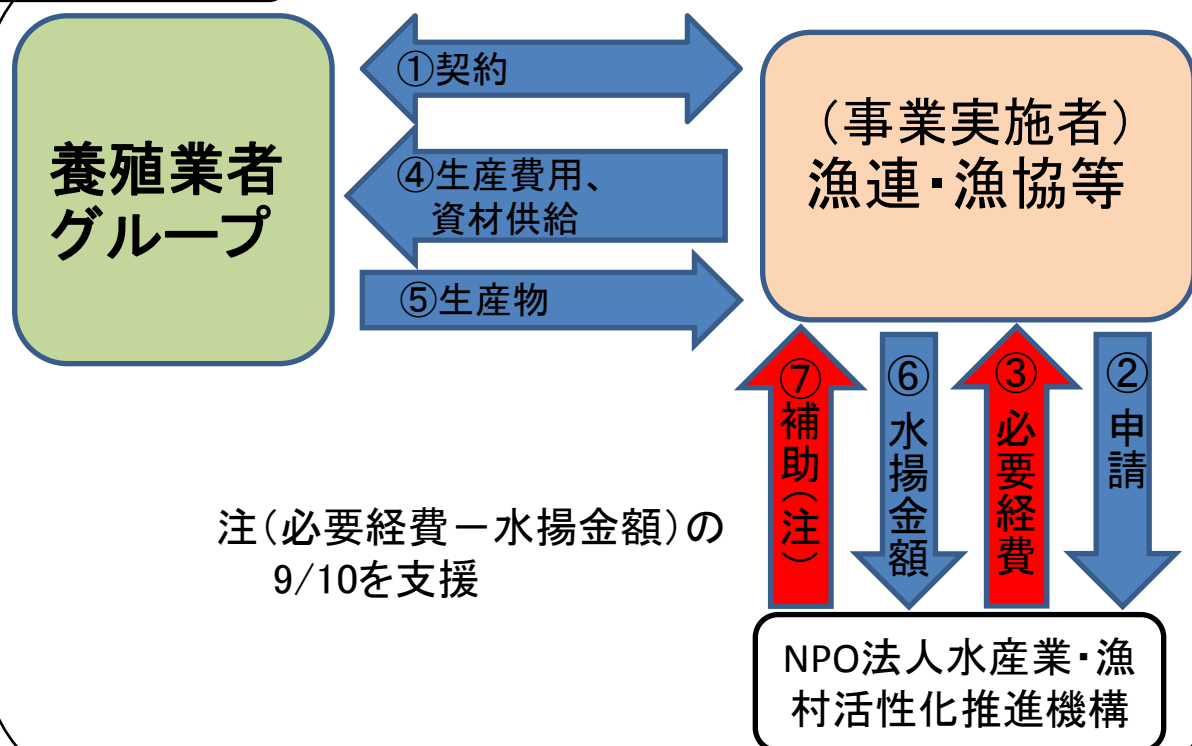 養殖業者
グループ
①契約
④生産費用、
資材供給
⑤生産物
（事業実施者）
漁連・漁協等
⑦補助（注）
⑥水揚金額
③必要経費
②申請
注（必要経費－水揚金額）の
9/10を支援
NPO法人水産業・漁
村活性化推進機構